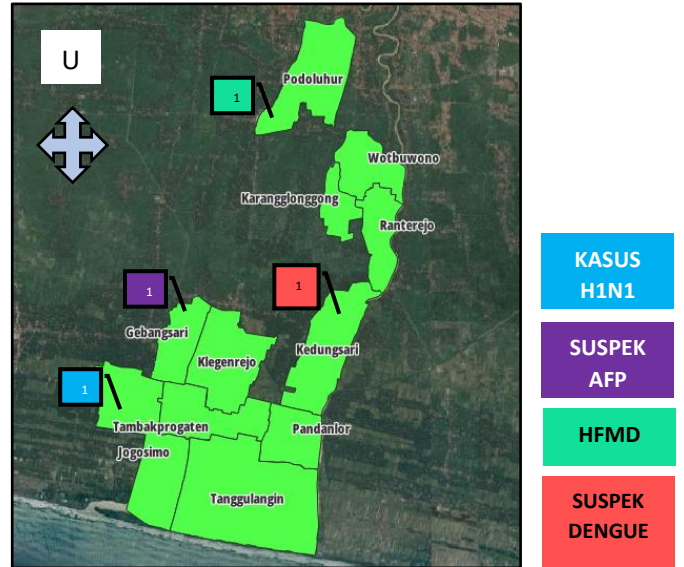 U
Podoluhur
1
Wotbuwono
Karangglonggong
Ranterejo
1
1
Gebangsari
Kedungsari
Klegenrejo
1
Tambakprogaten
Pandanlor
Jogosimo
Tanggulangin
KASUS
H1N1
SUSPEK
AFP
HFMD
SUSPEK
DENGUE